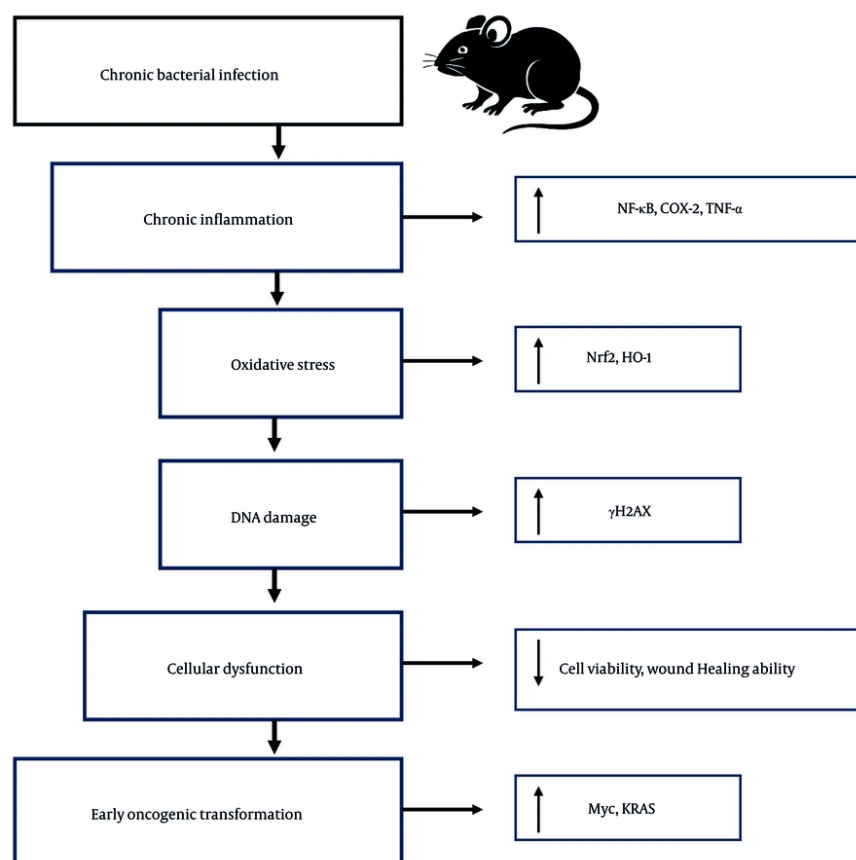 Chronic bacterial infection
Chronic inflammation
NF-κB, COX-2, TNF-α
Oxidative stress
Nrf2, HO-1
DNA damage
γH2AX
Cellular dysfunction
Cell viability, wound Healing ability
Early oncogenic transformation
Myc, KRAS